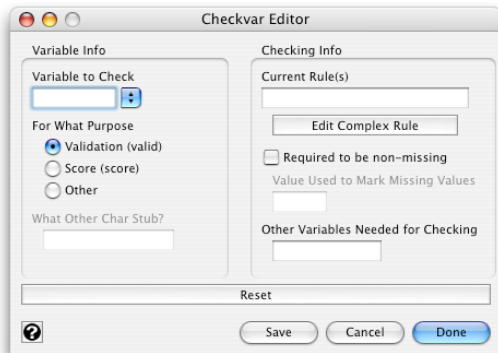 Checkvar Editor
Variable Info
Variable to Check
For What Purpose
Validation (valid)
Score (score)
Other
What Other Char Stub?
Checking Info
Current Rule(s)
Edit Complex Rule
Required to be non-missing
Value Used to Mark Missing Values
Other Variables Needed for Checking
Reset
?
Save
Cancel
Done